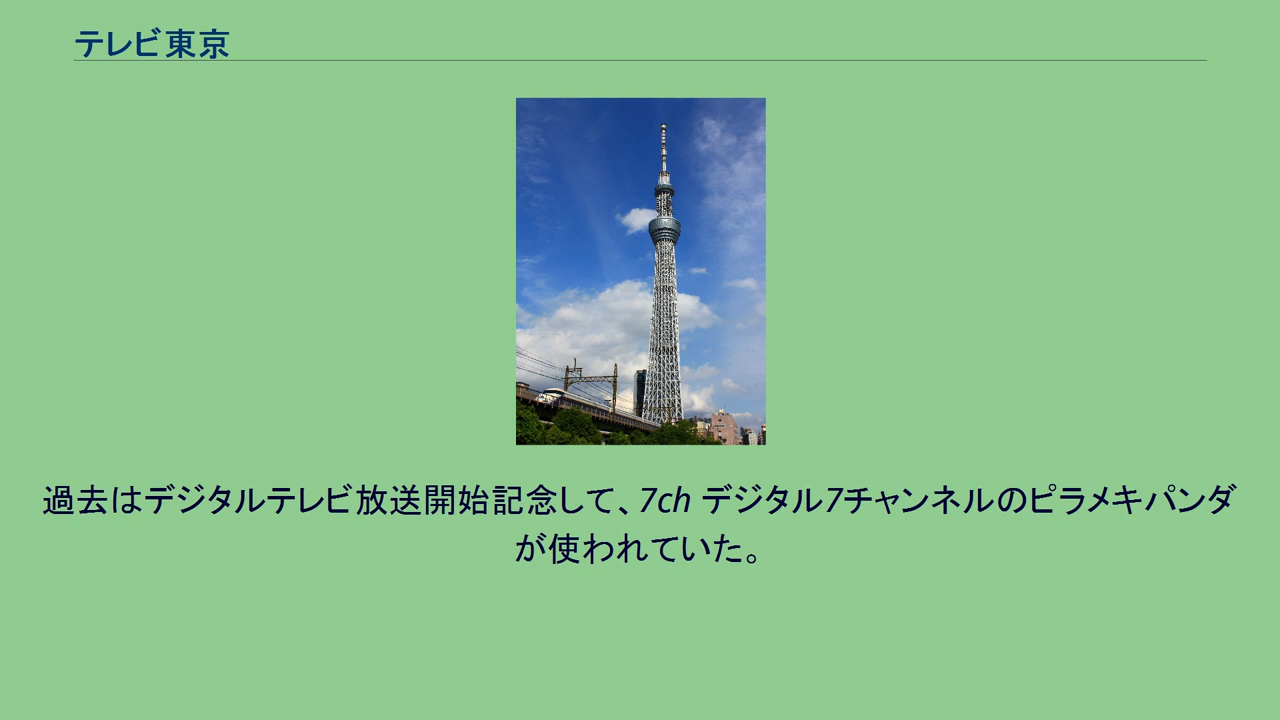 テレビ東京
過去はデジタルテレビ放送開始記念して、7ch デジタル7チャンネルのピラメキパンダ
が使われていた。